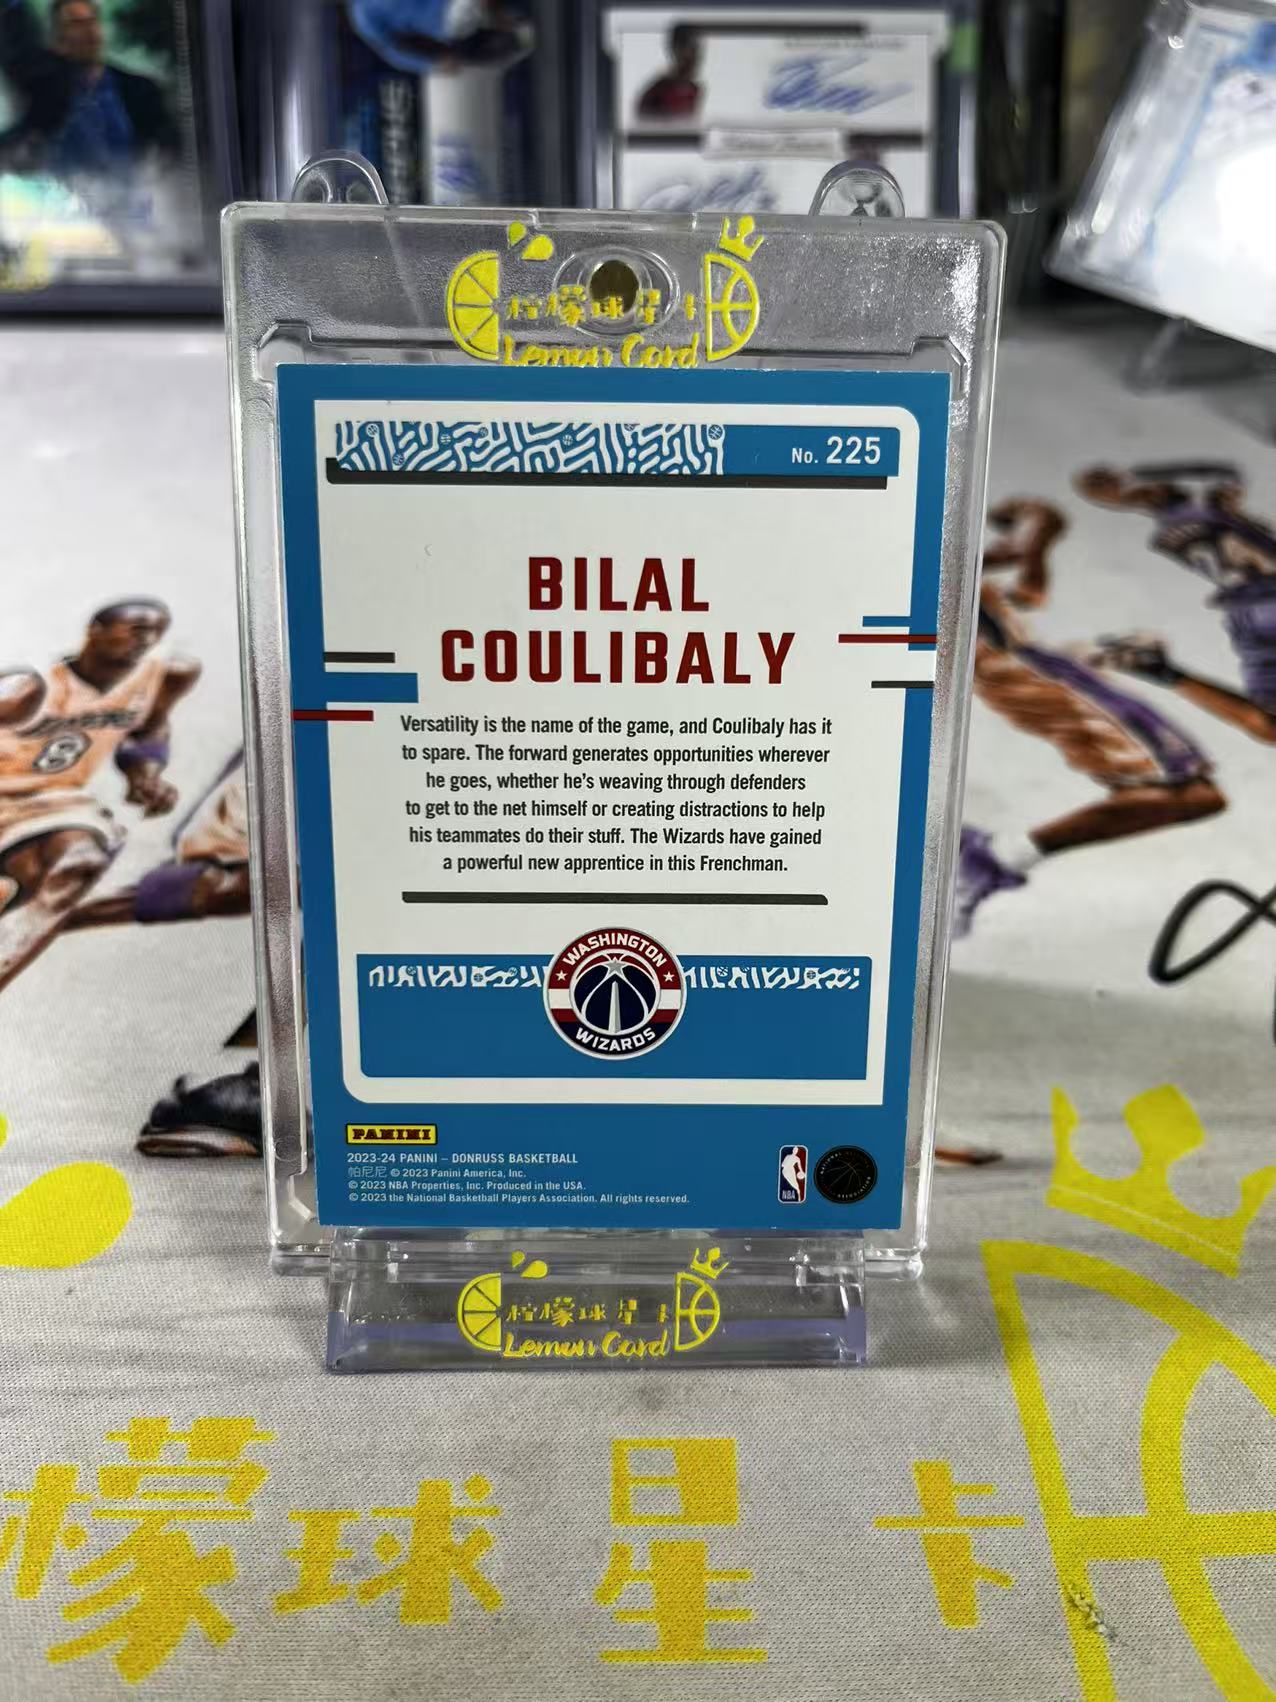 柠檬球星卡
Lemon Card
No. 225
BILAL
COULIBALY
Versatility is the name of the game, and Coulibaly has it
to spare. The forward generates opportunities wherever
he goes, whether he's weaving through defenders
to get to the net himself or creating distractions to help
his teammates do their stuff. The Wizards have gained
a powerful new apprentice in this Frenchman.
WASHINGTON
WIZARDS
PANINI
2023-24 PANINI – DONRUSS BASKETBALL
帕尼尼 © 2023 Panini America, Inc.
© 2023 NBA Properties, Inc. Produced in the USA.
© 2023 the National Basketball Players Association. All rights reserved.
NBA
柠檬球星卡
Lemon Card
檬球星卡
8